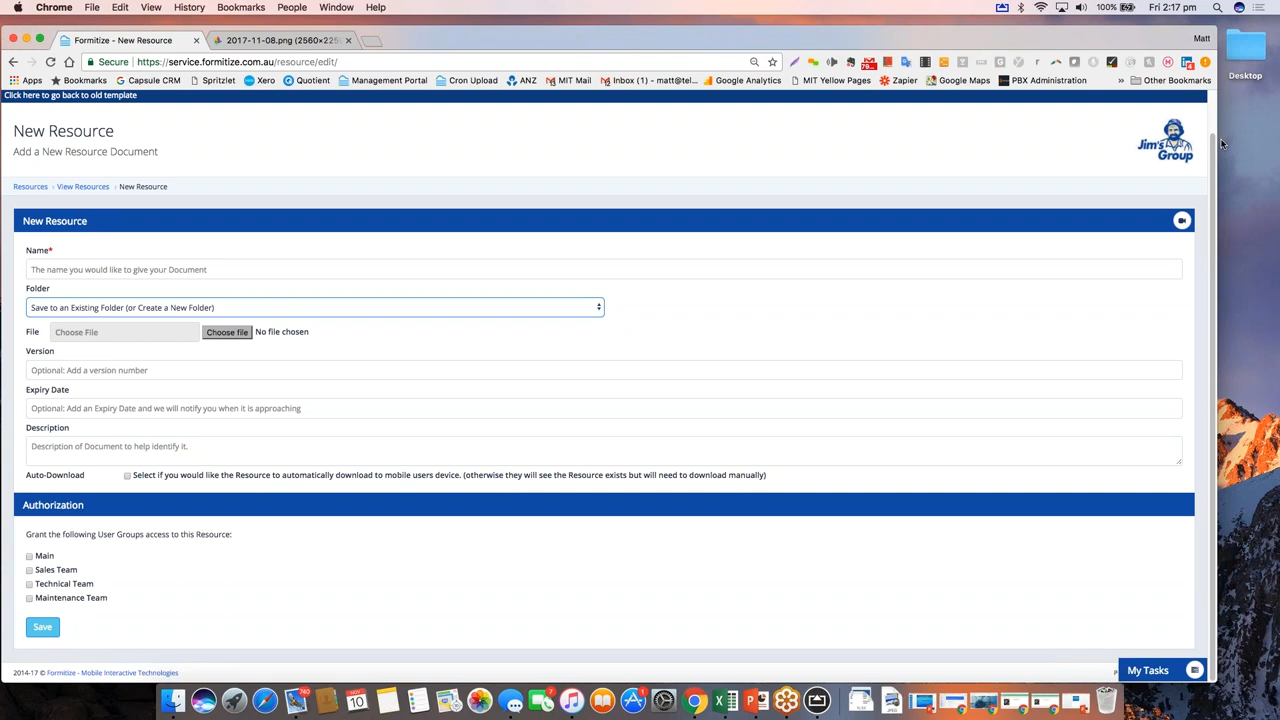 Chrome File Edit View History Bookmarks People Window Help 100% Fri 2:17 pm
Formitize - New Resource 2017-11-08.png (2560×225 Matt
Secure https://service.formitize.com.au/resource/edit/
Apps Bookmarks Capsule CRM Spritzlet Xero Quotient Management Portal Cron Upload ANZ MIT Mail Inbox (1) - matt@tel... Google Analytics MIT Yellow Pages Zapier Google Maps PBX Administration » Other Bookmarks
Desktop
Click here to go back to old template
New Resource
Add a New Resource Document
Jim's Group
Resources View Resources New Resource
New Resource
Name*
The name you would like to give your Document
Folder
Save to an Existing Folder (or Create a New Folder)
File Choose File Choose file No file chosen
Version
Optional: Add a version number
Expiry Date
Optional: Add an Expiry Date and we will notify you when it is approaching
Description
Description of Document to help identify it.
Auto-Download Select if you would like the Resource to automatically download to mobile users device. (otherwise they will see the Resource exists but will need to download manually)
Authorization
Grant the following User Groups access to this Resource:
Main
Sales Team
Technical Team
Maintenance Team
Save
2014-17 © Formitize - Mobile Interactive Technologies
My Tasks